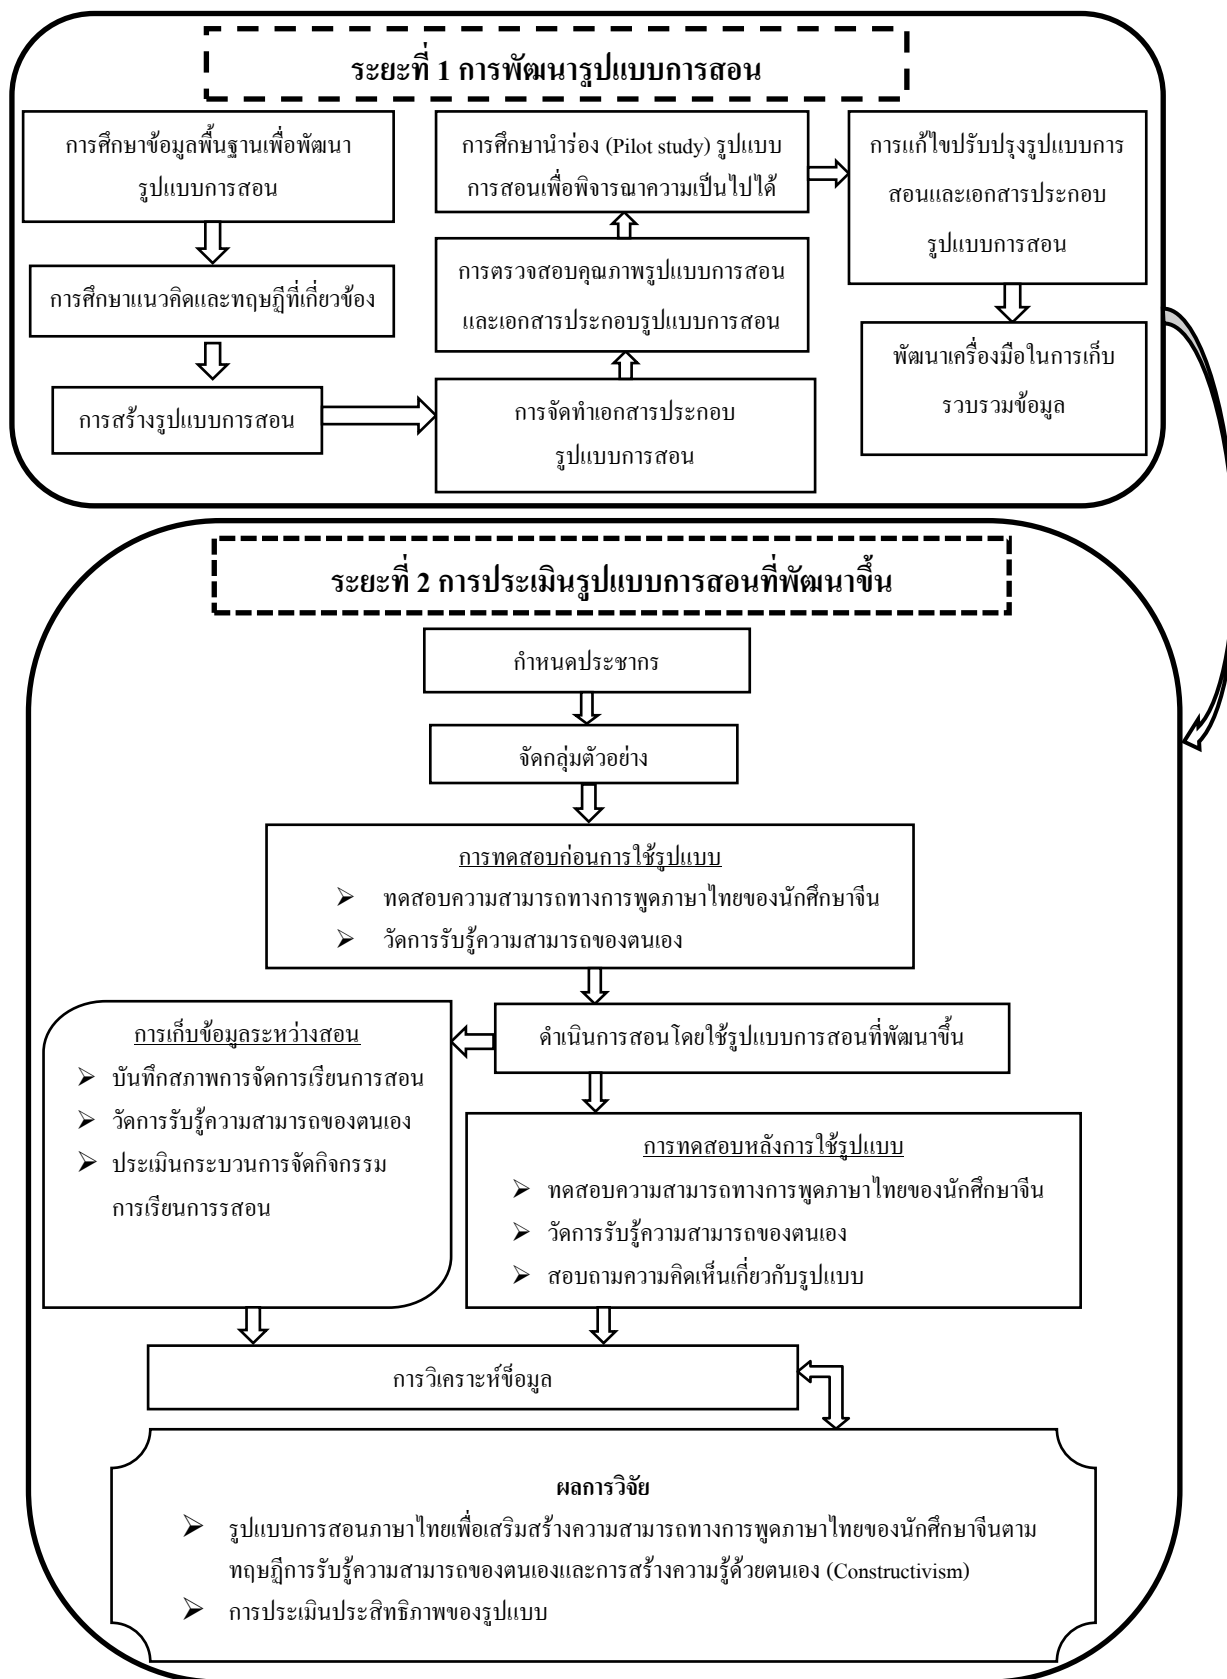 ระยะที่ 1 การพัฒนารูปแบบการสอน
การศึกษาข้อมูลพื้นฐานเพื่อพัฒนา
รูปแบบการสอน
การศึกษาแนวคิดและทฤษฏีที่เกี่ยวข้อง
การสร้างรูปแบบการสอน
การจัดทำเอกสารประกอบ
รูปแบบการสอน
การตรวจสอบคุณภาพรูปแบบการสอน
และเอกสารประกอบรูปแบบการสอน
การศึกษานำร่อง (Pilot study) รูปแบบ
การสอนเพื่อพิจารณาความเป็นไปได้
การแก้ไขปรับปรุงรูปแบบการ
สอนและเอกสารประกอบ
รูปแบบการสอน
พัฒนาเครื่องมือในการเก็บ
รวบรวมข้อมูล
ระยะที่ 2 การประเมินรูปแบบการสอนที่พัฒนาขึ้น
กำหนดประชากร
จัดกลุ่มตัวอย่าง
การทดสอบก่อนการใช้รูปแบบ
➢ ทดสอบความสามารถทางการพูดภาษาไทยของนักศึกษาจีน
➢ วัดการรับรู้ความสามารถของตนเอง
ดำเนินการสอนโดยใช้รูปแบบการสอนที่พัฒนาขึ้น
การเก็บข้อมูลระหว่างสอน
➢ บันทึกสภาพการจัดการเรียนการสอน
➢ วัดการรับรู้ความสามารถของตนเอง
➢ ประเมินกระบวนการจัดกิจกรรม
การเรียนการรสอน
การทดสอบหลังการใช้รูปแบบ
➢ ทดสอบความสามารถทางการพูดภาษาไทยของนักศึกษาจีน
➢ วัดการรับรู้ความสามารถของตนเอง
➢ สอบถามความคิดเห็นเกี่ยวกับรูปแบบ
การวิเคราะห์ข็อมูล
ผลการวิจัย
➢ รูปแบบการสอนภาษาไทยเพื่อเสริมสร้างความสามารถทางการพูดภาษาไทยของนักศึกษาจีนตาม
ทฤษฏีการรับรู้ความสามารถของตนเองและการสร้างความรู้ด้วยตนเอง (Constructivism)
➢ การประเมินประสิทธิภาพของรูปแบบ